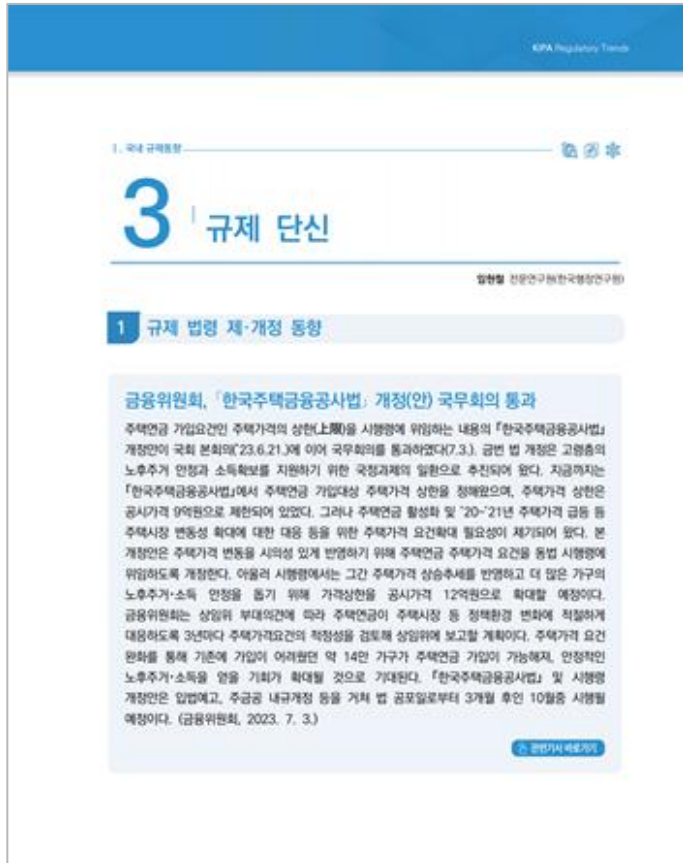 KIPA Regulatory Trends
Ⅰ. 국내 규제동향
3 규제 단신
임현철 전문연구원(한국행정연구원)
1 규제 법령 제·개정 동향
금융위원회, 「한국주택금융공사법」 개정(안) 국무회의 통과
주택연금 가입요건인 주택가격의 상한(上限)을 시행령에 위임하는 내용의 『한국주택금융공사법』
개정안이 국회 본회의('23.6.21.)에 이어 국무회의를 통과하였다(7.3.). 금번 법 개정은 고령층의
노후주거 안정과 소득확보를 지원하기 위한 국정과제의 일환으로 추진되어 왔다. 지금까지는
『한국주택금융공사법』에서 주택연금 가입대상 주택가격 상한을 정해왔으며, 주택가격 상한은
공시가격 9억원으로 제한되어 있었다. 그러나 주택연금 활성화 및 '20~'21년 주택가격 급등 등
주택시장 변동성 확대에 대한 대응 등을 위한 주택가격 요건확대 필요성이 제기되어 왔다. 본
개정안은 주택가격 변동을 시의성 있게 반영하기 위해 주택연금 주택가격 요건을 동법 시행령에
위임하도록 개정한다. 아울러 시행령에서는 그간 주택가격 상승추세를 반영하고 더 많은 가구의
노후주거·소득 안정을 돕기 위해 가격상한을 공시가격 12억원으로 확대할 예정이다.
금융위원회는 상임위 부대의견에 따라 주택연금이 주택시장 등 정책환경 변화에 적절하게
대응하도록 3년마다 주택가격요건의 적정성을 검토해 상임위에 보고할 계획이다. 주택가격 요건
완화를 통해 기존에 가입이 어려웠던 약 14만 가구가 주택연금 가입이 가능해져, 안정적인
노후주거·소득을 얻을 기회가 확대될 것으로 기대된다. 『한국주택금융공사법』 및 시행령
개정안은 입법예고, 주금공 내규개정 등을 거쳐 법 공포일로부터 3개월 후인 10월중 시행될
예정이다. (금융위원회, 2023. 7. 3.)
관련기사 바로가기